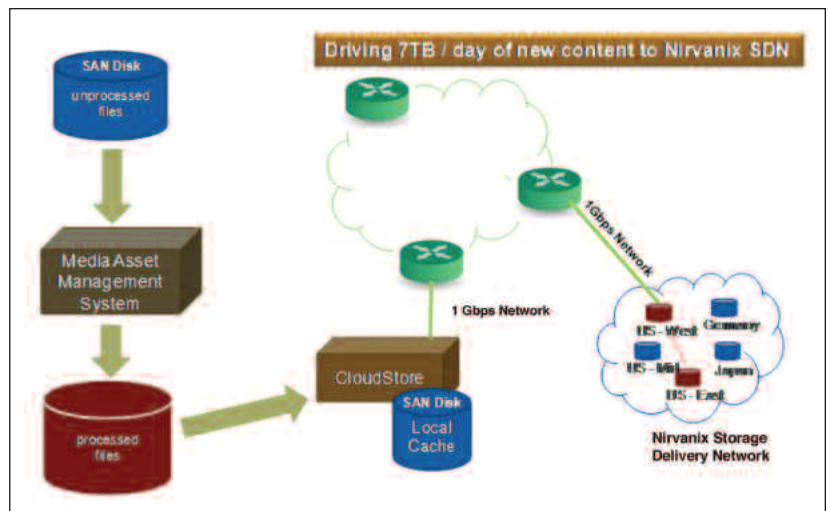 Driving 7TB / day of new content to Nirvanix SDN
SAN Disk
unprocessed
files
Media Asset
Management
System
processed
files
CloudStore
SAN Disk
Local
Cache
1 Gbps Network
1Gbps Network
US - West
Germany
US - Mid
Japan
US - East
Nirvanix Storage
Delivery Network